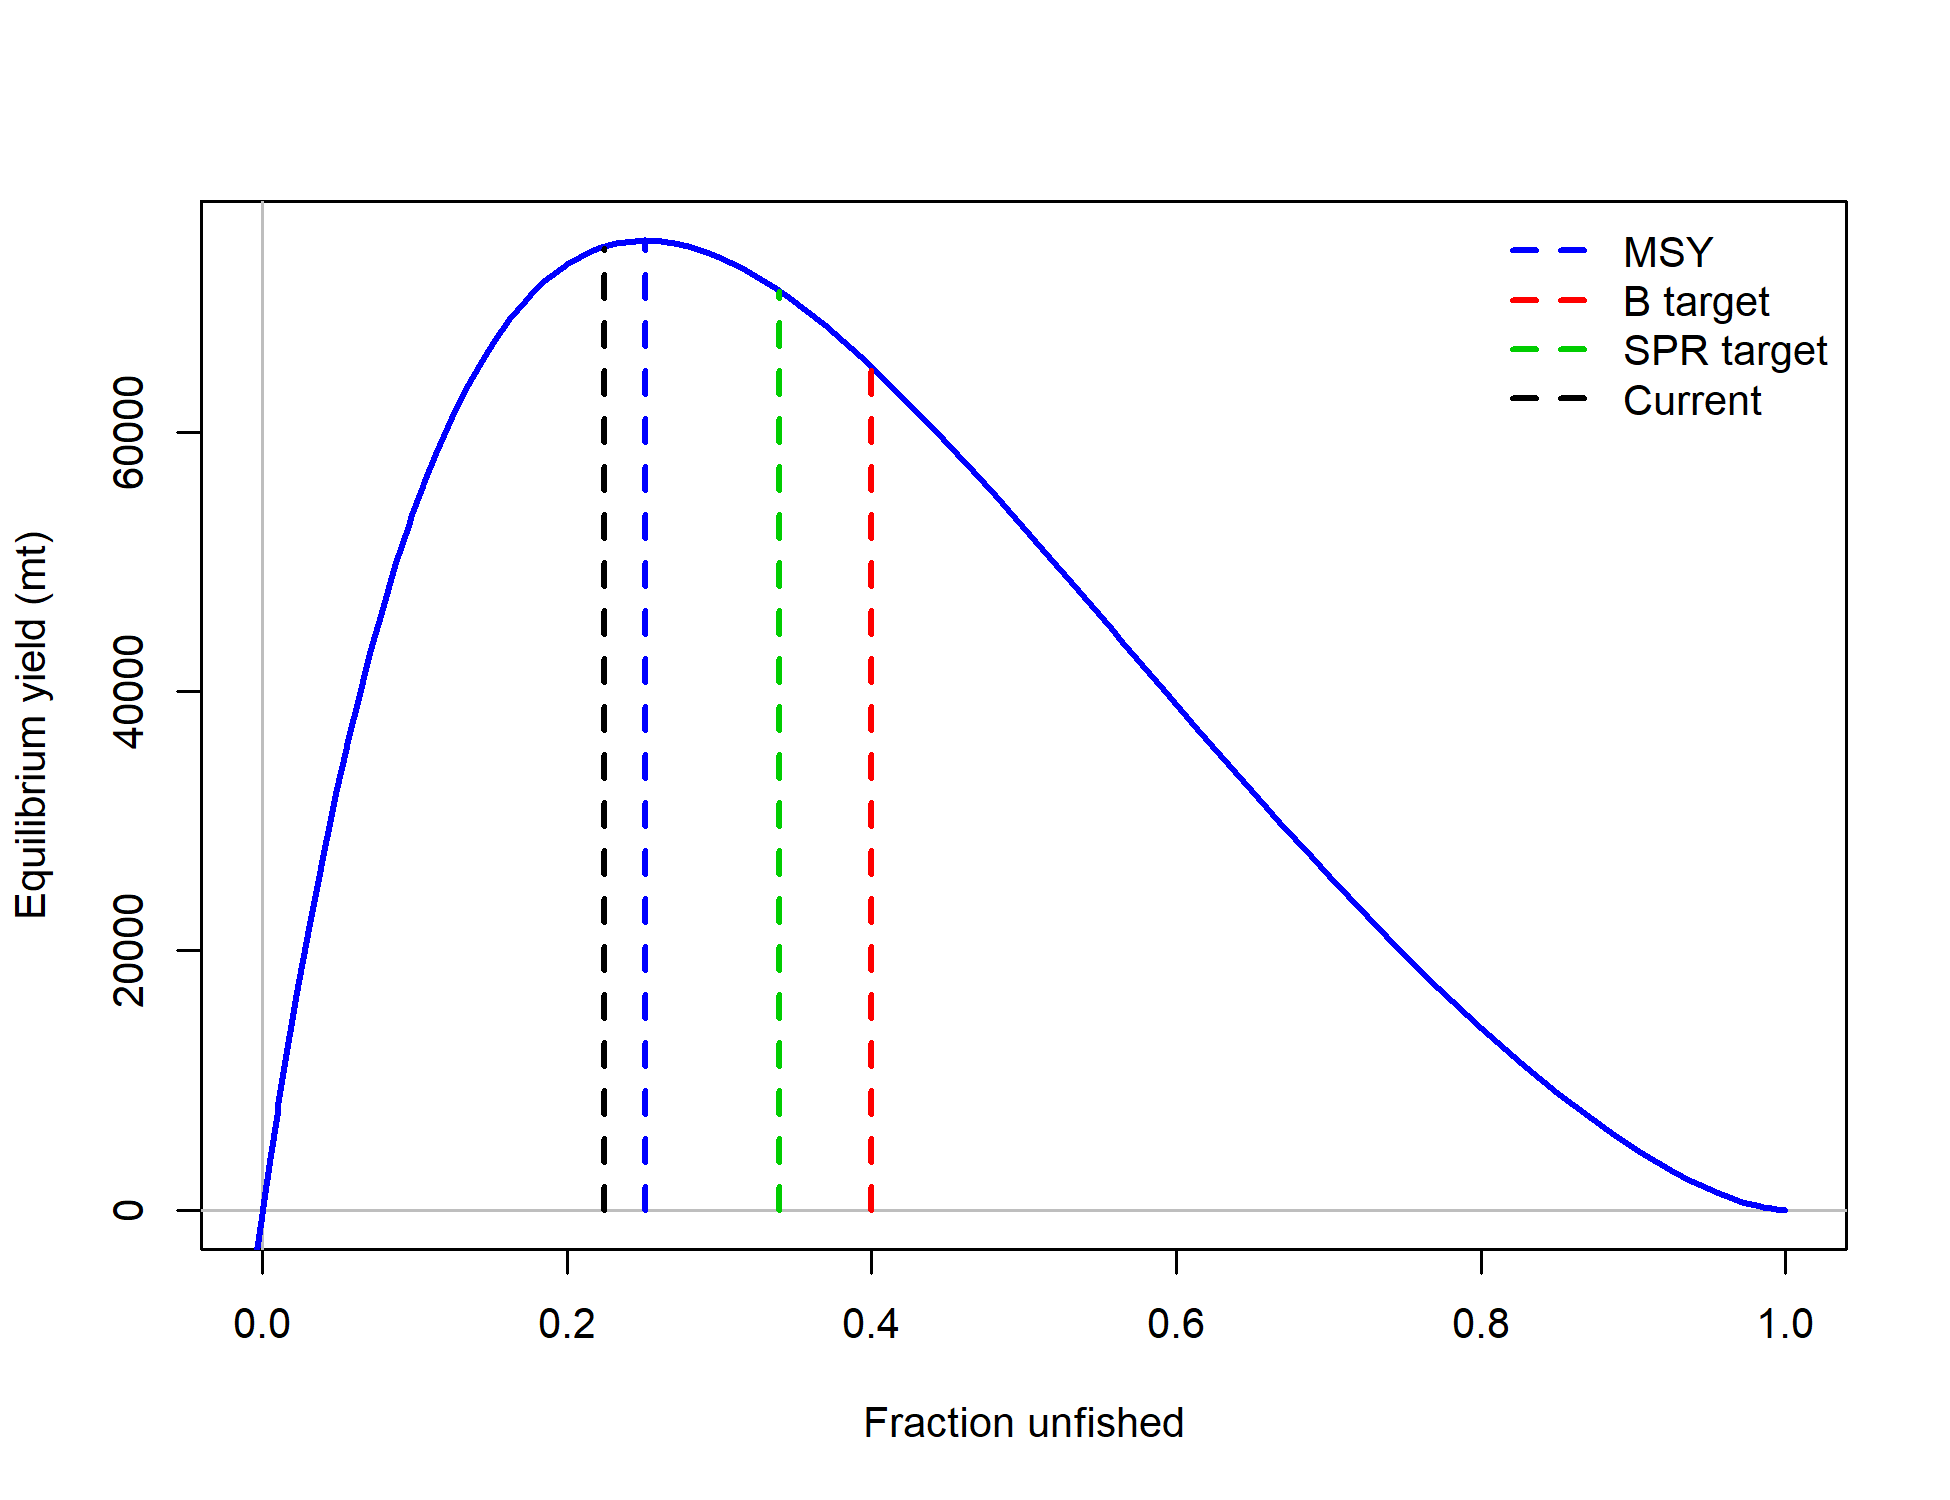 MSY
B target
SPR target
Current
Equilibrium yield (mt)
60000
40000
20000
0
0.0 0.2 0.4 0.6 0.8 1.0
Fraction unfished